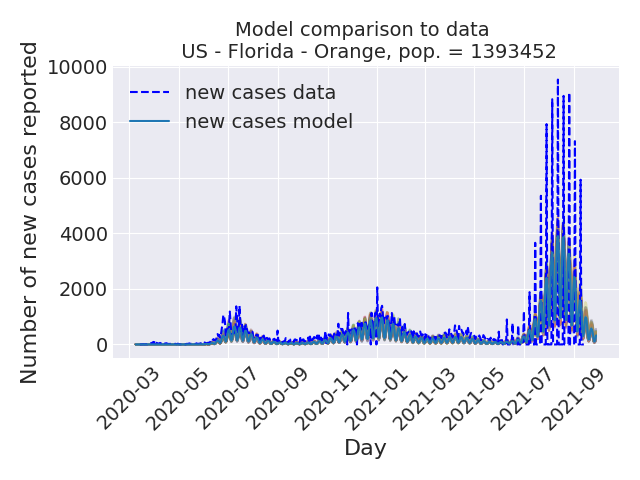 Model comparison to data
US - Florida - Orange, pop. = 1393452
Number of new cases reported
10000
8000
6000
4000
2000
0
new cases data
new cases model
2020-03
2020-05
2020-07
2020-09
2020-11
2021-01
2021-03
2021-05
2021-07
2021-09
Day